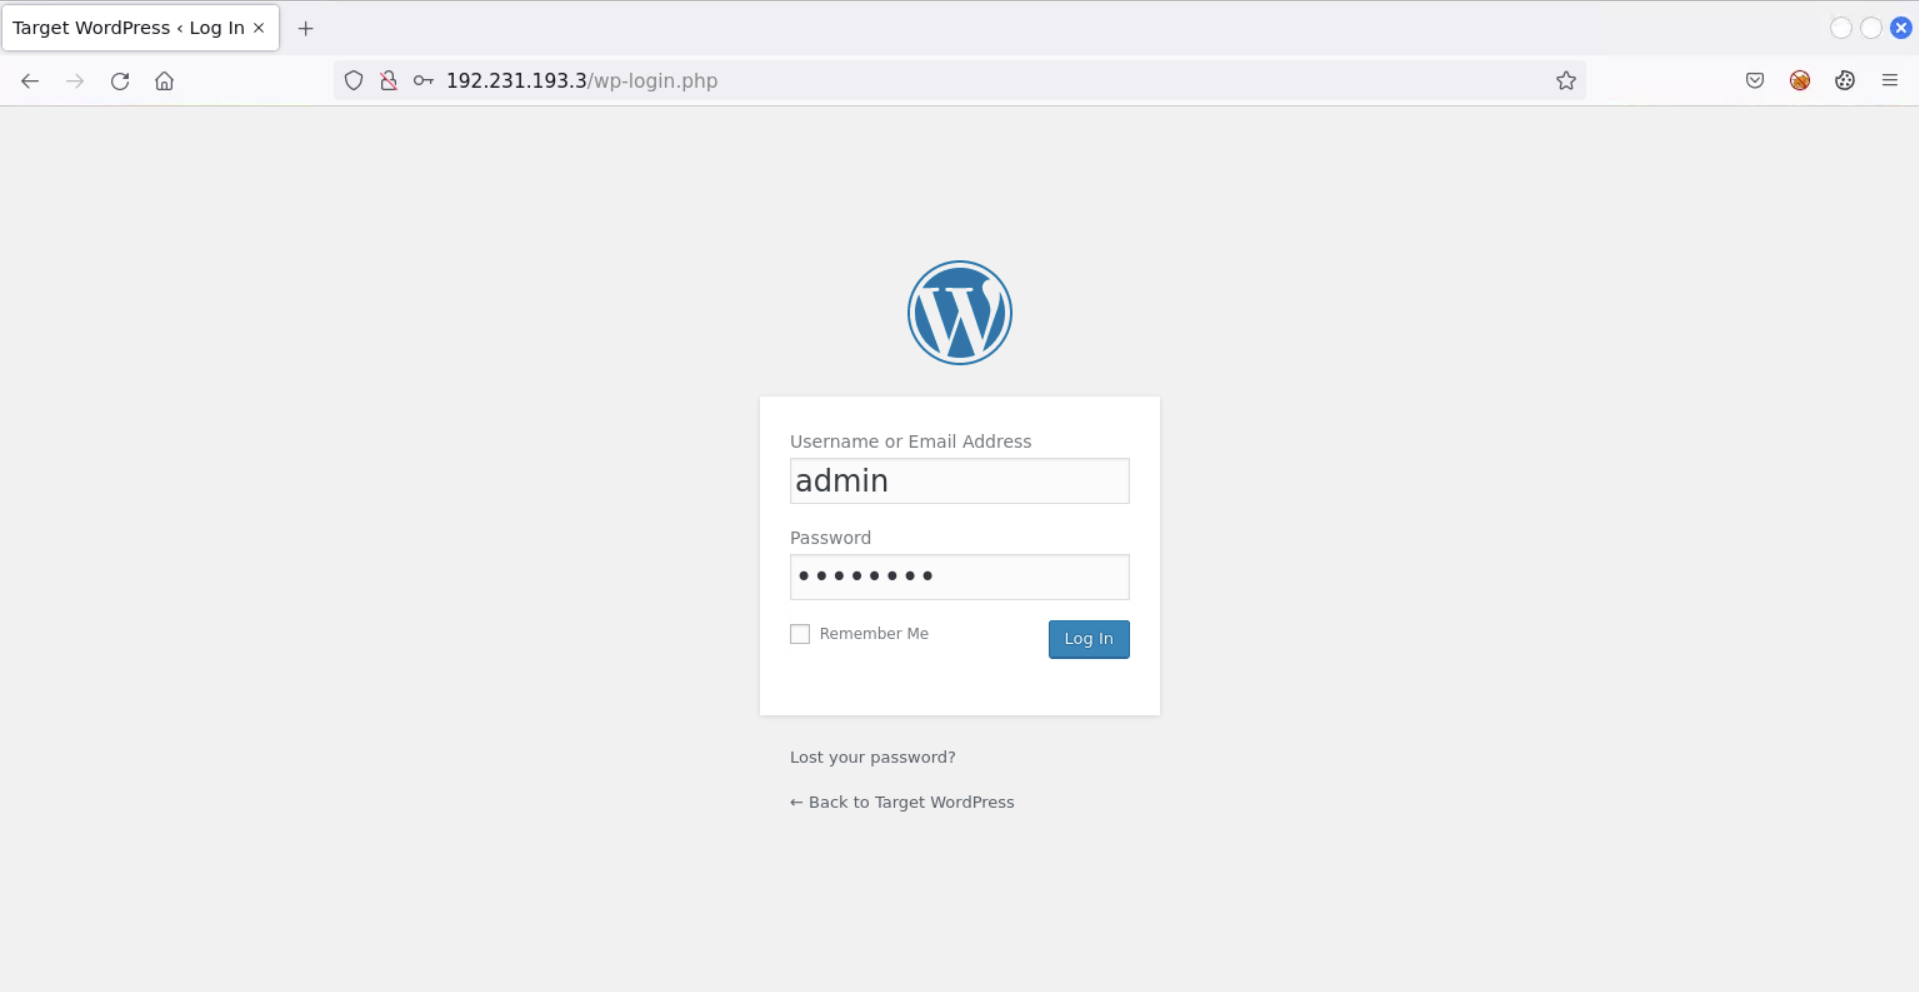 Target WordPress ‹ Log In ×
192.231.193.3/wp-login.php
Username or Email Address
admin
Password
••••••••
Remember Me
Log In
Lost your password?
← Back to Target WordPress